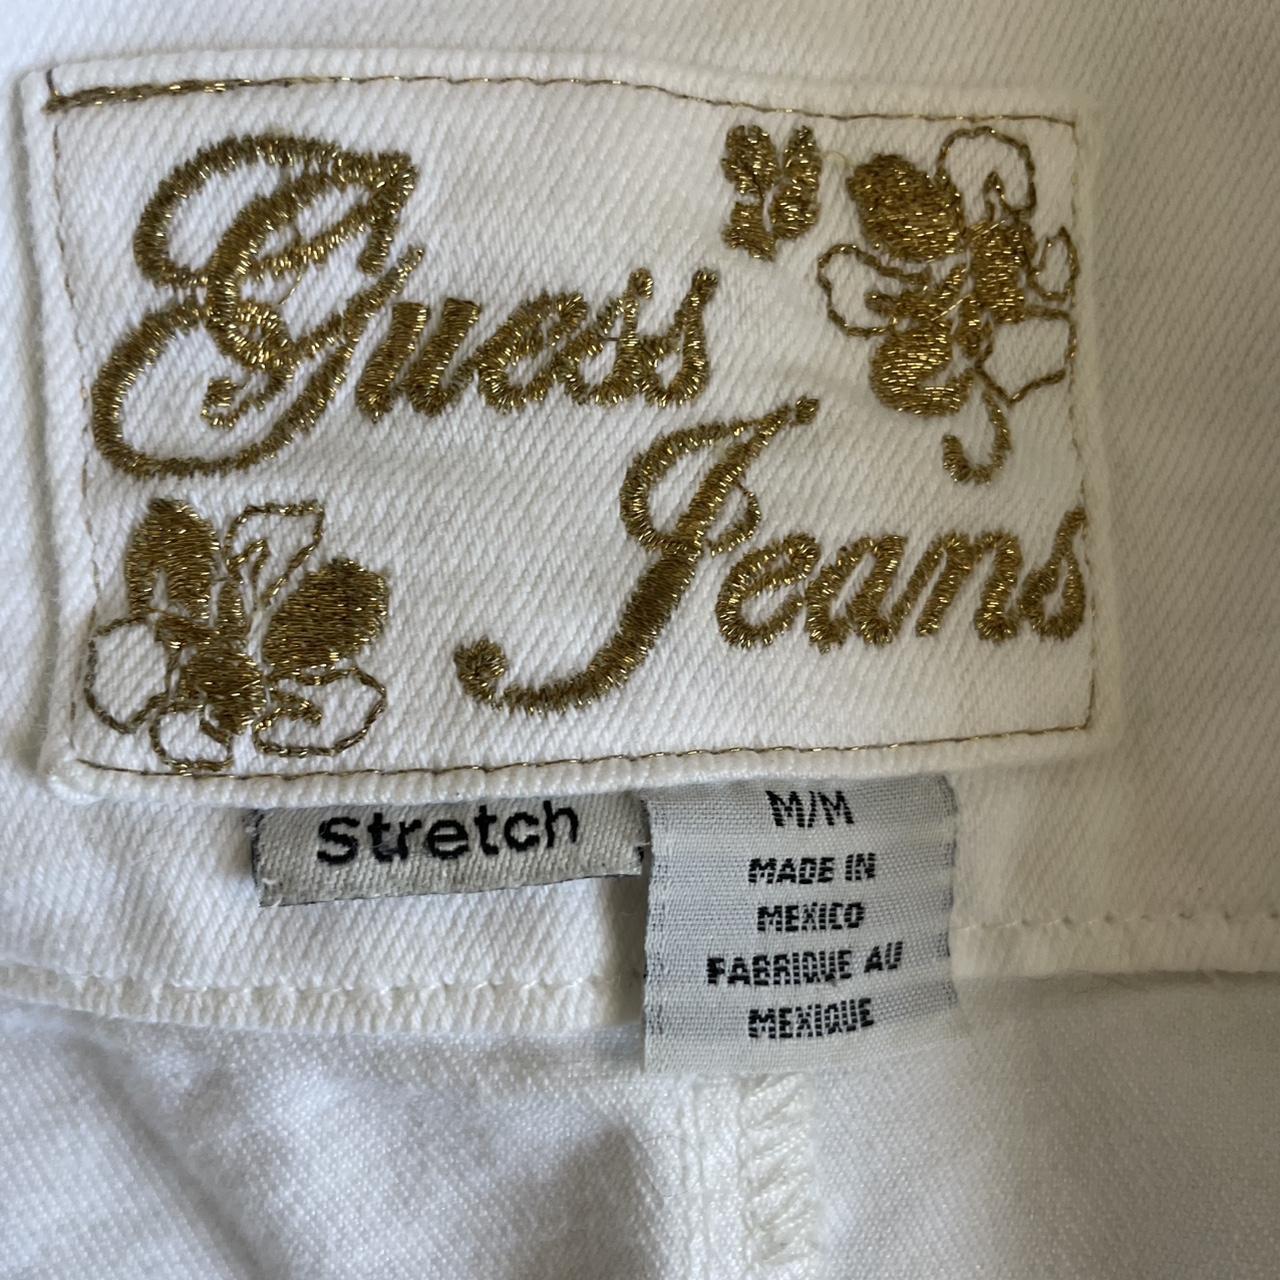 Guess
Jeans
Stretch
M/M
MADE IN
MEXICO
FABRIQUE AU
MEXIQUE